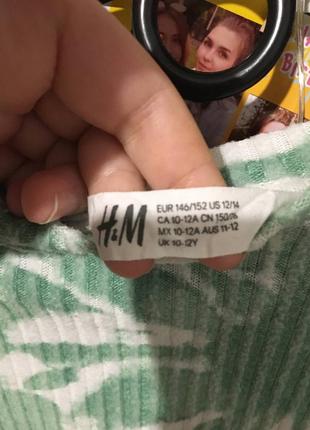 H&M
EUR 146/152 US 12/14
CA 10-12A CN 150/76
MX 10-12A AUS 11-12
UK 10-12Y